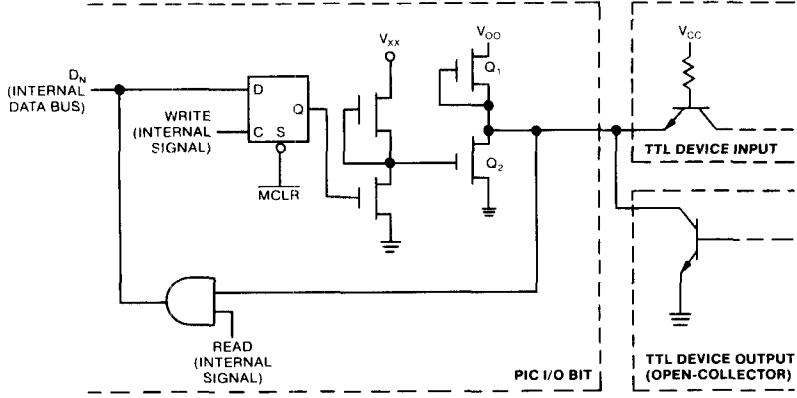 D_N
(INTERNAL
DATA BUS)
WRITE
(INTERNAL
SIGNAL)
D
Q
C S
MCLR
V_XX
V_OO
Q_1
Q_2
READ
(INTERNAL
SIGNAL)
PIC I/O BIT
V_CC
TTL DEVICE INPUT
TTL DEVICE OUTPUT
(OPEN-COLLECTOR)